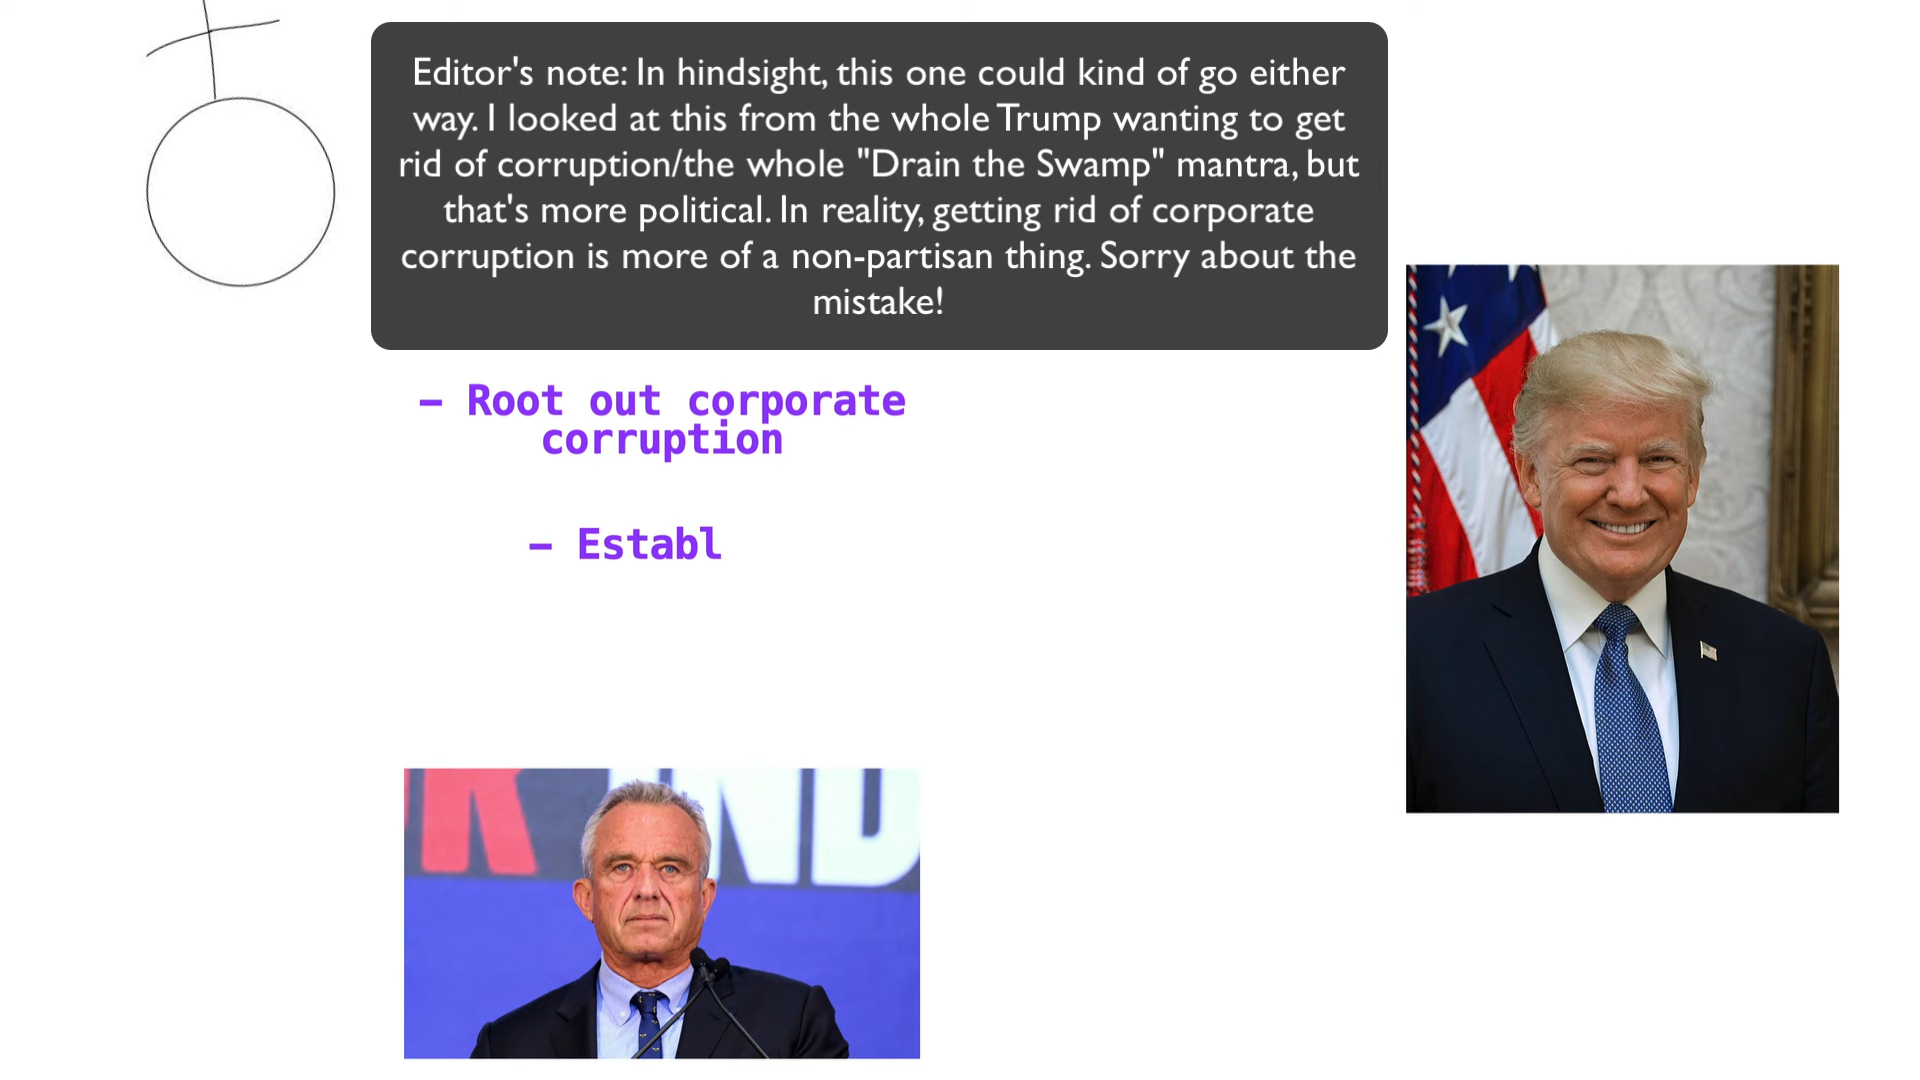 Editor's note: In hindsight, this one could kind of go either
way. I looked at this from the whole Trump wanting to get
rid of corruption/the whole "Drain the Swamp" mantra, but
that's more political. In reality, getting rid of corporate
corruption is more of a non-partisan thing. Sorry about the
mistake!
– Root out corporate
corruption
– Establ